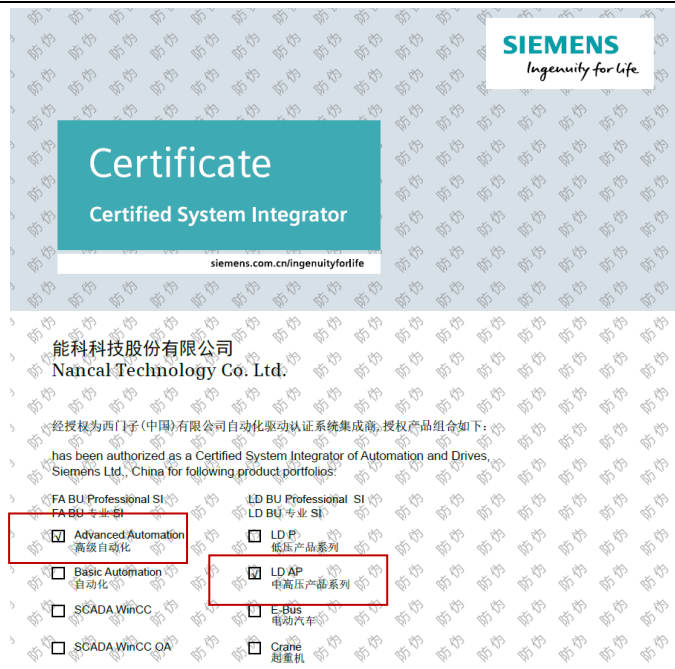 SIEMENS
Ingenuity for life
Certificate
Certified System Integrator
siemens.com.cn/ingenuityforlife
能科科技股份有限公司
Nancal Technology Co. Ltd.
经授权为西门子(中国)有限公司自动化驱动认证系统集成商,授权产品组合如下:
has been authorized as a Certified System Integrator of Automation and Drives,
Siemens Ltd., China for following product portfolios:
FA BU Professional SI
FA BU 专业 SI
√ Advanced Automation
高级自动化
Basic Automation
自动化
SCADA WinCC
SCADA WinCC OA
LD BU Professional SI
LD BU 专业 SI
LD P
低压产品系列
√ LD AP
中高压产品系列
E-Bus
电动汽车
Crane
起重机
防伪